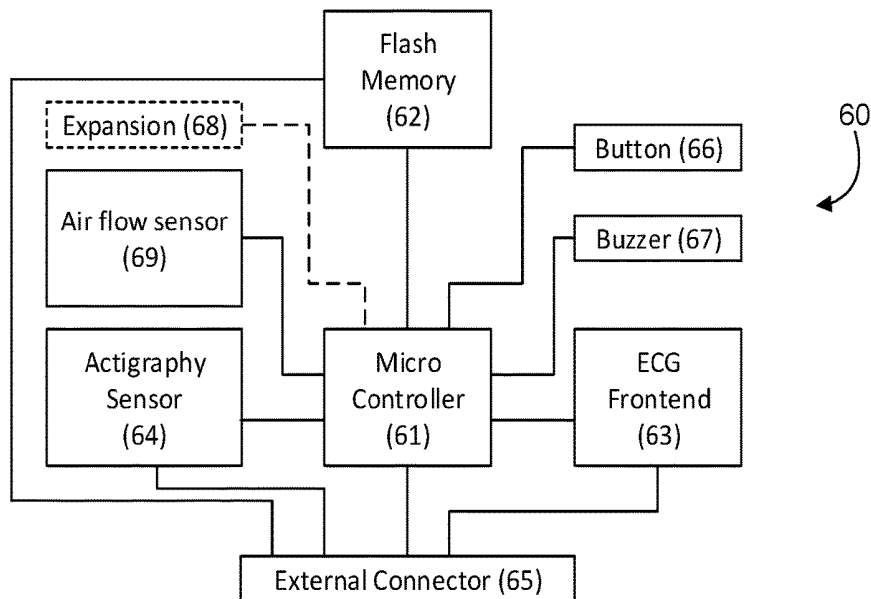 Flash
Memory
(62)
Expansion (68)
Button (66)
60
Air flow sensor
(69)
Buzzer (67)
Actigraphy
Sensor
(64)
Micro
Controller
(61)
ECG
Frontend
(63)
External Connector (65)